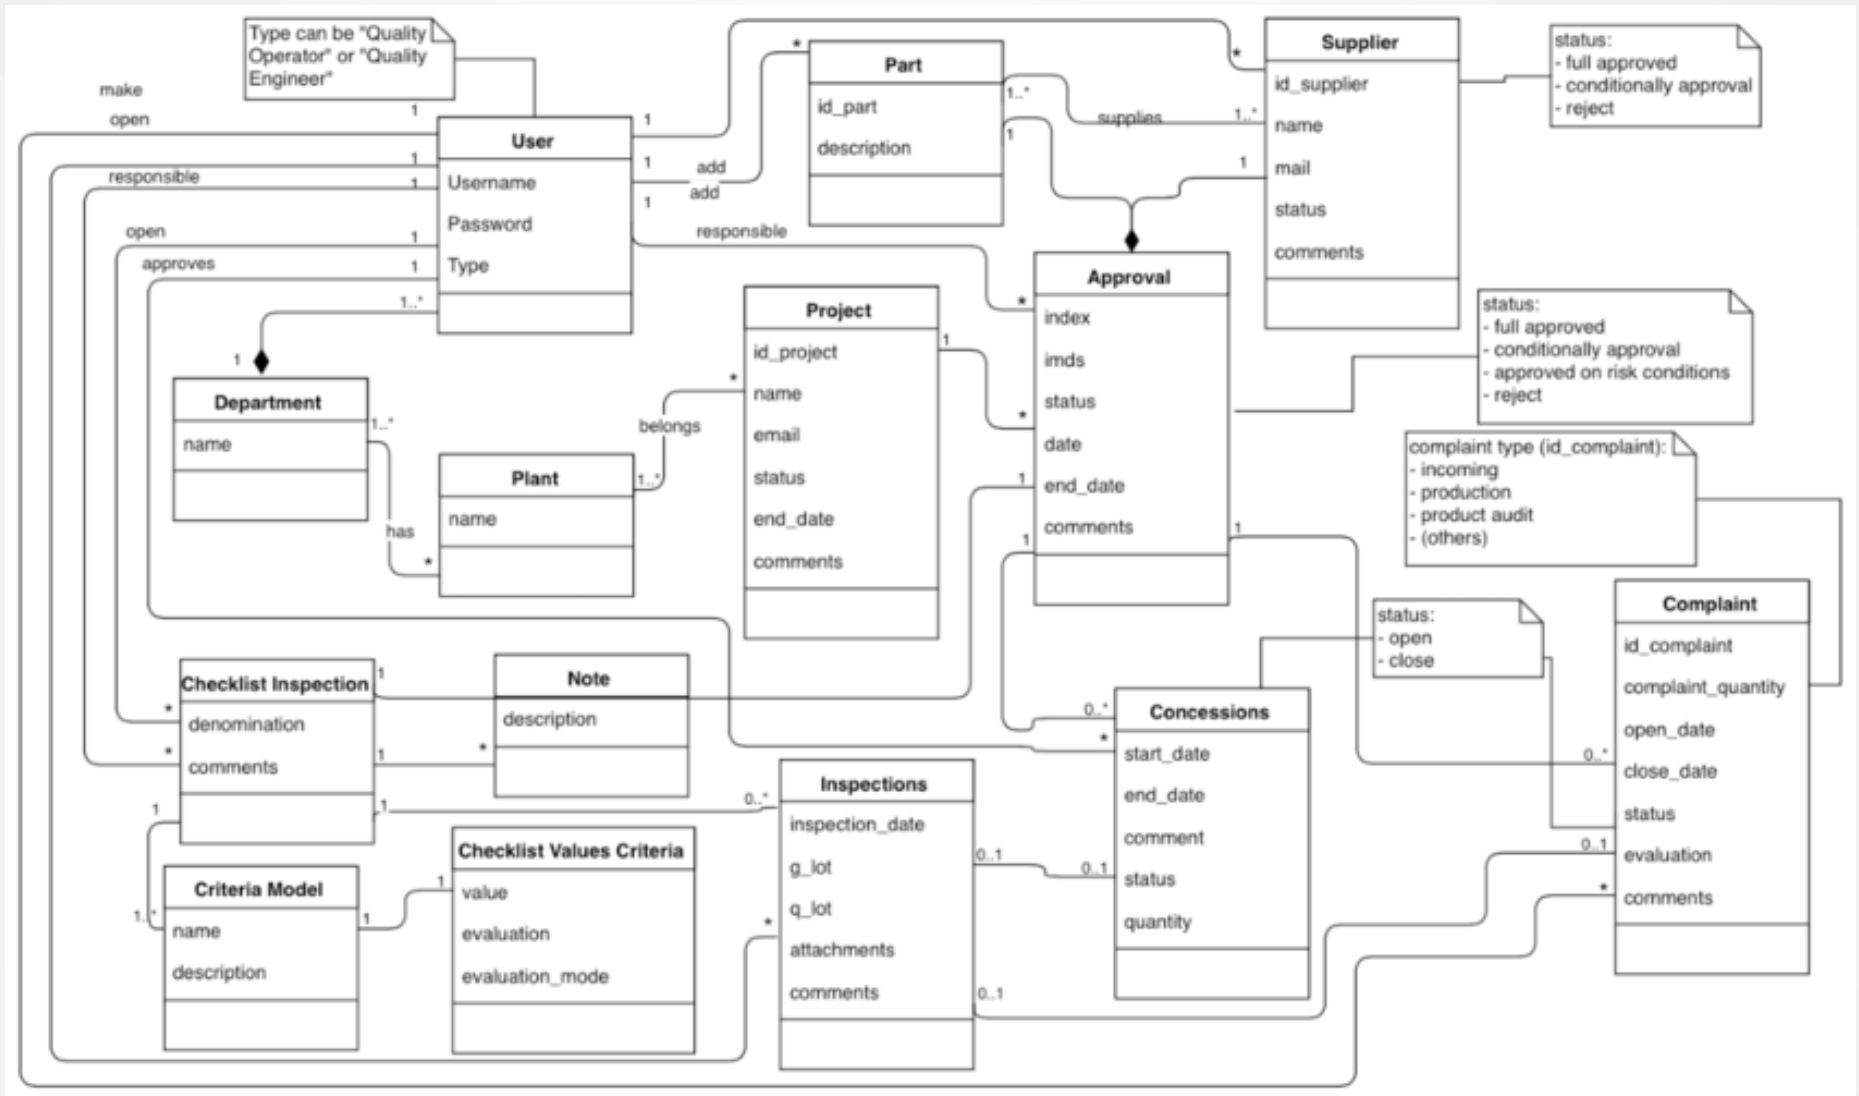 Type can be "Quality
Operator" or "Quality
Engineer"
make
open
1
1
responsible
1
open
1
approves
1
1..*
User
Username
Password
Type
1
1
add
add
1
responsible
*
Part
id_part
description
1..*
1
supplies
*
1..*
1
Supplier
id_supplier
name
mail
status
comments
status:
- full approved
- conditionally approval
- reject
1
Department
name
1..*
has
*
Plant
name
1..*
belongs
*
Project
id_project
name
email
status
end_date
comments
1
*
*
1
1
Approval
index
imds
status
date
end_date
comments
1
status:
- full approved
- conditionally approval
- approved on risk conditions
- reject
complaint type (id_complaint):
- incoming
- production
- product audit
- (others)
status:
- open
- close
Complaint
id_complaint
complaint_quantity
open_date
close_date
status
evaluation
comments
0..*
0..1
*
Checklist Inspection
denomination
comments
*
*
1
1
1
1
Note
description
*
0..*
*
Concessions
start_date
end_date
comment
status
quantity
0..1
0..*
Inspections
inspection_date
g_lot
q_lot
attachments
comments
*
0..1
0..1
Criteria Model
name
description
1..*
1
1
Checklist Values Criteria
value
evaluation
evaluation_mode